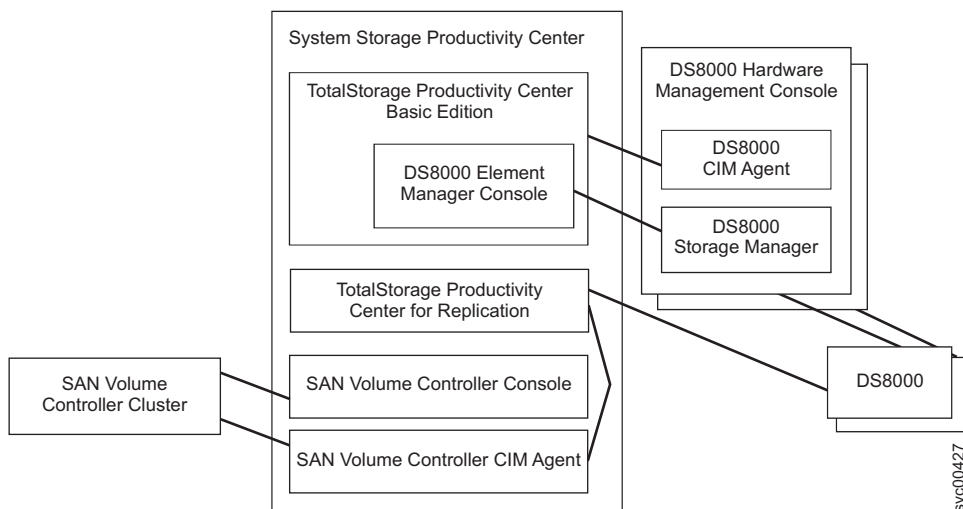 System Storage Productivity Center
TotalStorage Productivity Center
Basic Edition
DS8000 Element
Manager Console
DS8000 Hardware
Management Console
DS8000
CIM Agent
DS8000
Storage Manager
TotalStorage Productivity
Center for Replication
SAN Volume Controller Console
SAN Volume Controller CIM Agent
SAN Volume
Controller Cluster
DS8000
svc00427